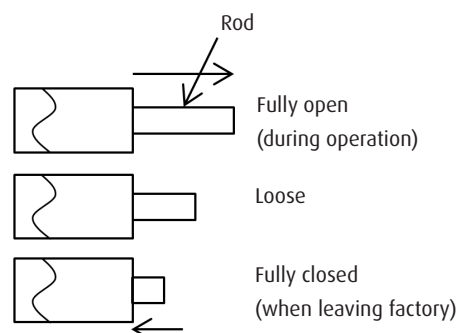 Rod
Fully open
(during operation)
Loose
Fully closed
(when leaving factory)